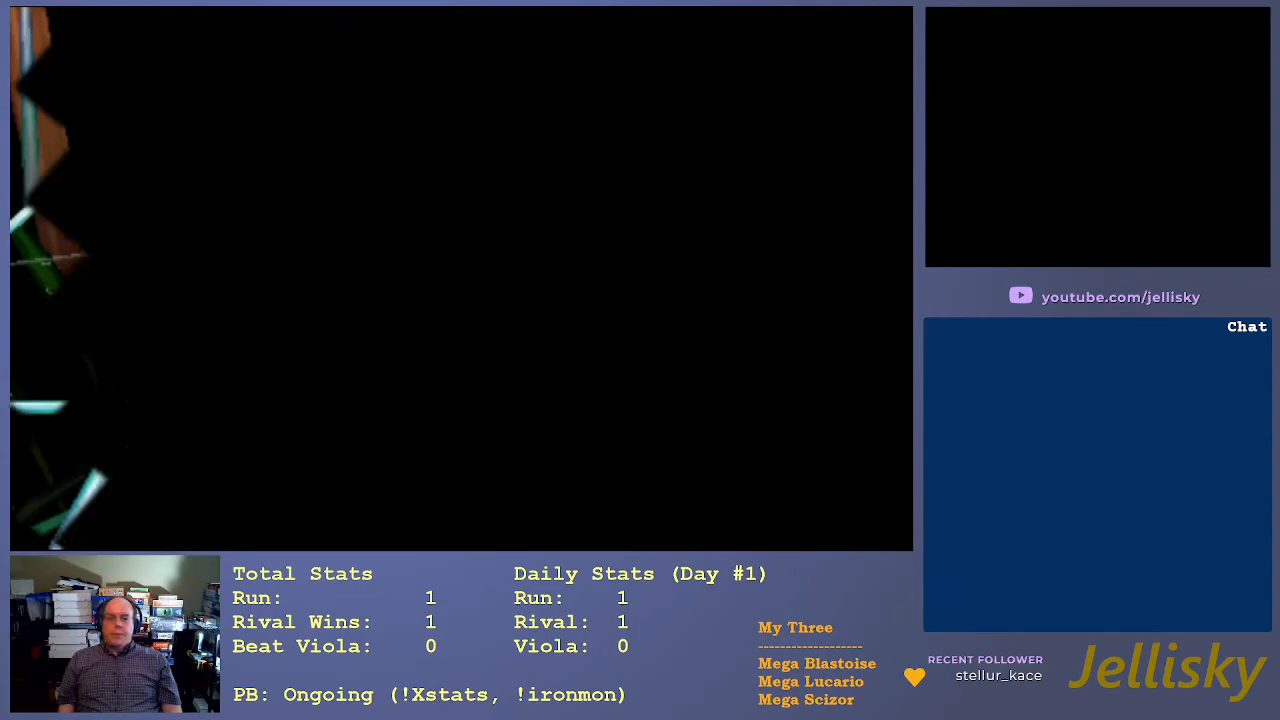 youtube.com/jellisky
Chat
Total Stats
Run: 1
Rival Wins: 1
Beat Viola: 0
PB: Ongoing (!Xstats, !ironmon)
Daily Stats (Day #1)
Run: 1
Rival: 1
Viola: 0
My Three
-------------------
Mega Blastoise
Mega Lucario
Mega Scizor
RECENT FOLLOWER
stellur_kace
Jellisky